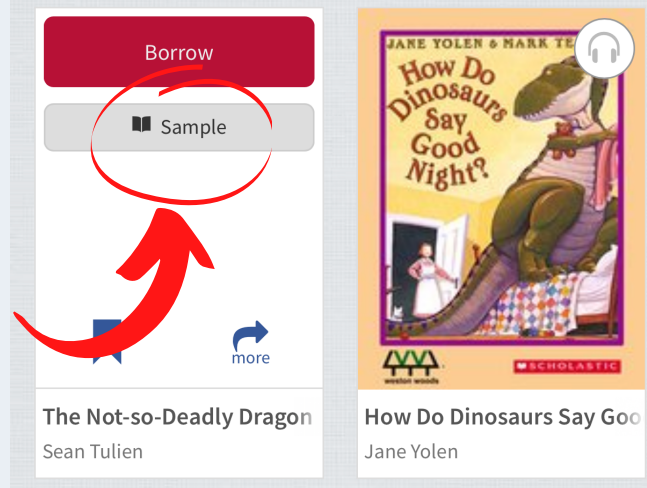 Borrow
Sample
more
The Not-so-Deadly Dragon
Sean Tulien
JANE YOLEN & MARK TE
How Do
Dinosaurs
Say
Good
Night?
weston woods
SCHOLASTIC
How Do Dinosaurs Say Goo
Jane Yolen